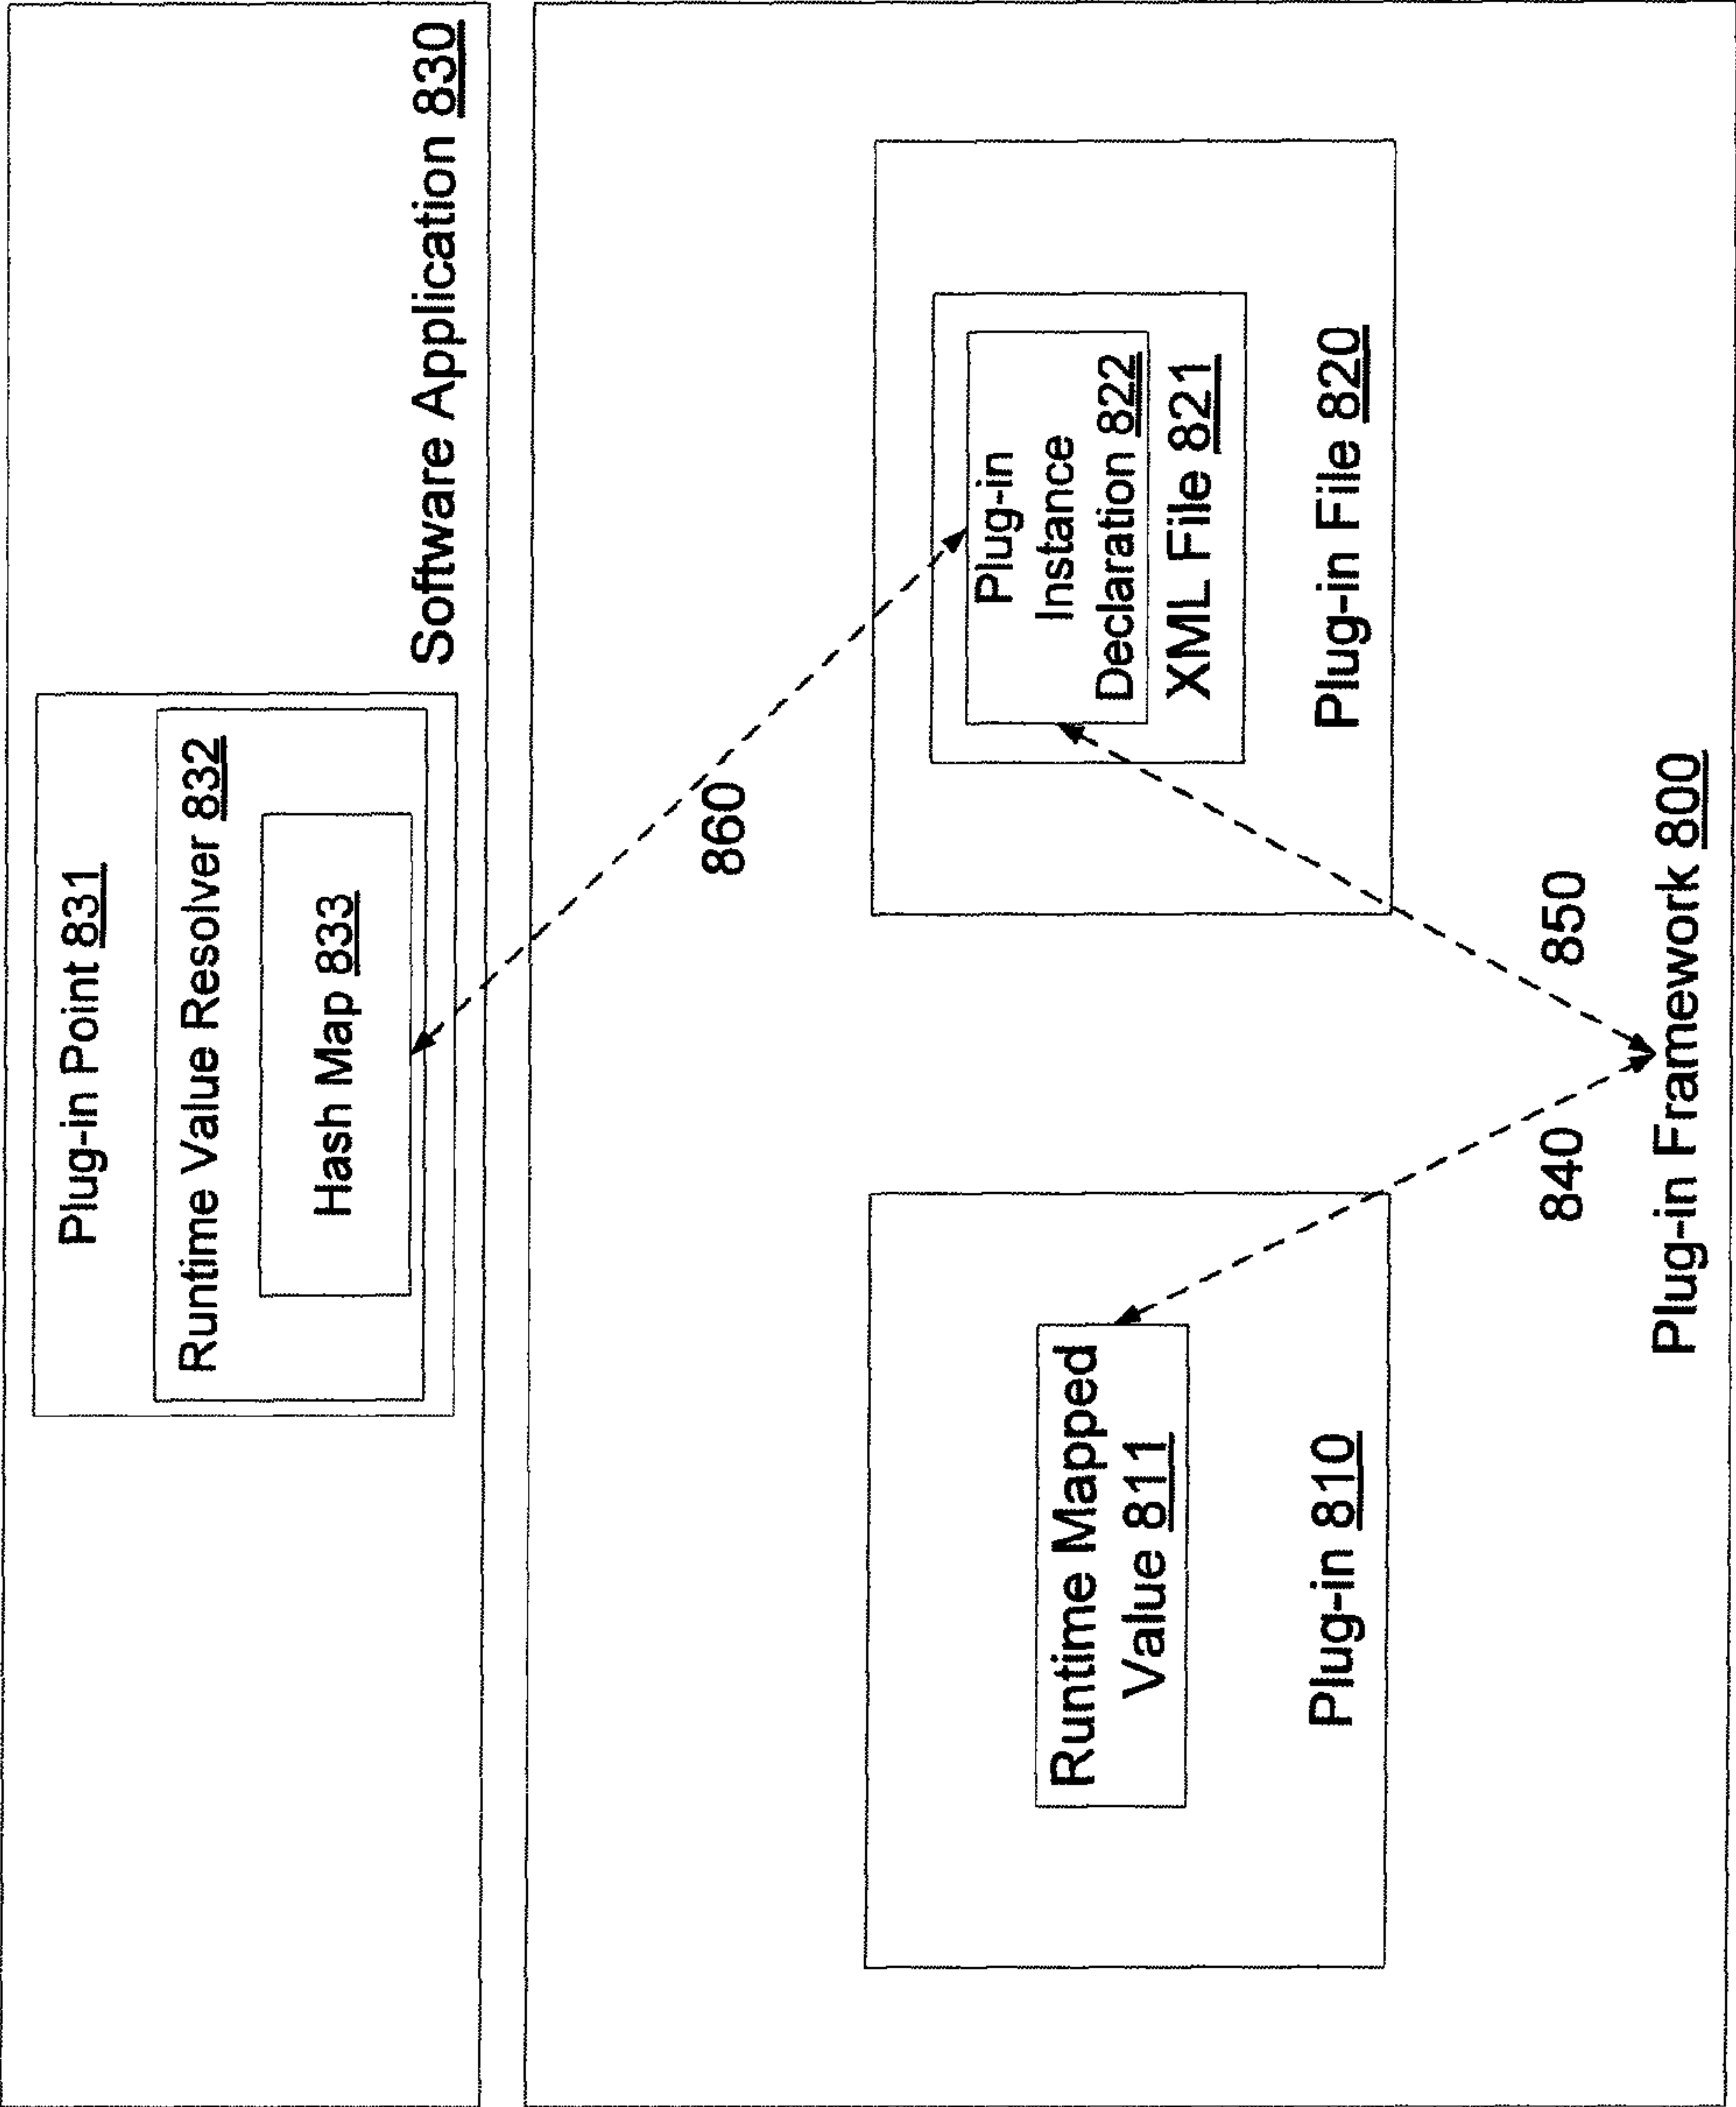 Plug-in Point 831
Runtime Value Resolver 832
Hash Map 833
Software Application 830
860
Runtime Mapped
Value 811
Plug-in 810
Plug-in
Instance
Declaration 822
XML File 821
Plug-in File 820
840
850
Plug-in Framework 800